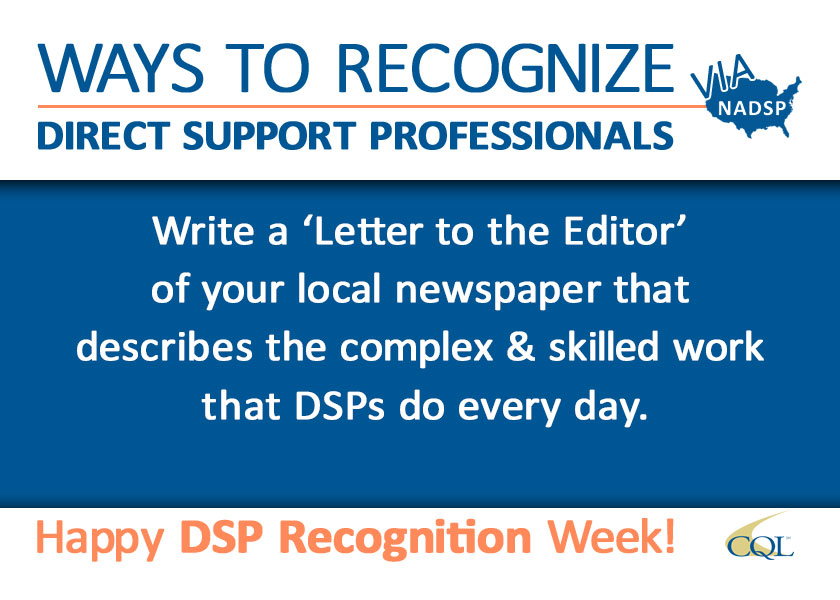 WAYS TO RECOGNIZE
VIA
NADSP
DIRECT SUPPORT PROFESSIONALS
Write a ‘Letter to the Editor’
of your local newspaper that
describes the complex & skilled work
that DSPs do every day.
Happy DSP Recognition Week!
CQL